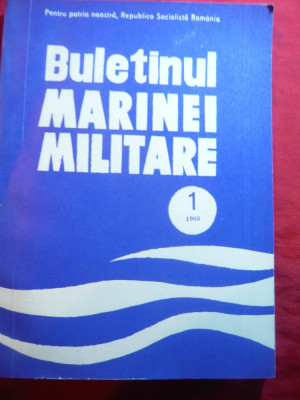 Pentru patria noastră, Republica Socialistă România
Buletinul
MARINEI
MILITARE
1
1988